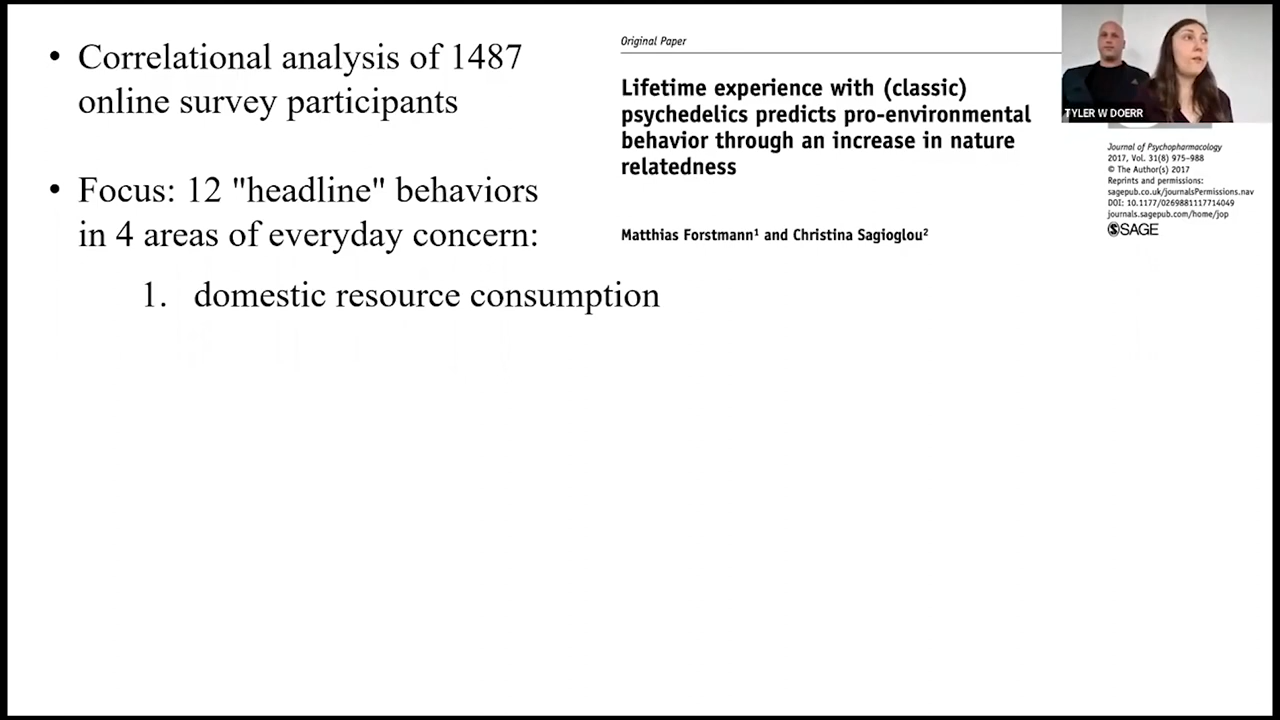 • Correlational analysis of 1487
online survey participants
• Focus: 12 "headline" behaviors
in 4 areas of everyday concern:
1. domestic resource consumption
Original Paper
Lifetime experience with (classic)
psychedelics predicts pro-environmental
behavior through an increase in nature
relatedness
Matthias Forstmann¹ and Christina Sagioglou²
TYLER W DOERR
Journal of Psychopharmacology
2017, Vol. 31(8) 975–988
© The Author(s) 2017
Reprints and permissions:
sagepub.co.uk/journalsPermissions.nav
DOI: 10.1177/0269881117714049
journals.sagepub.com/home/jop
SAGE